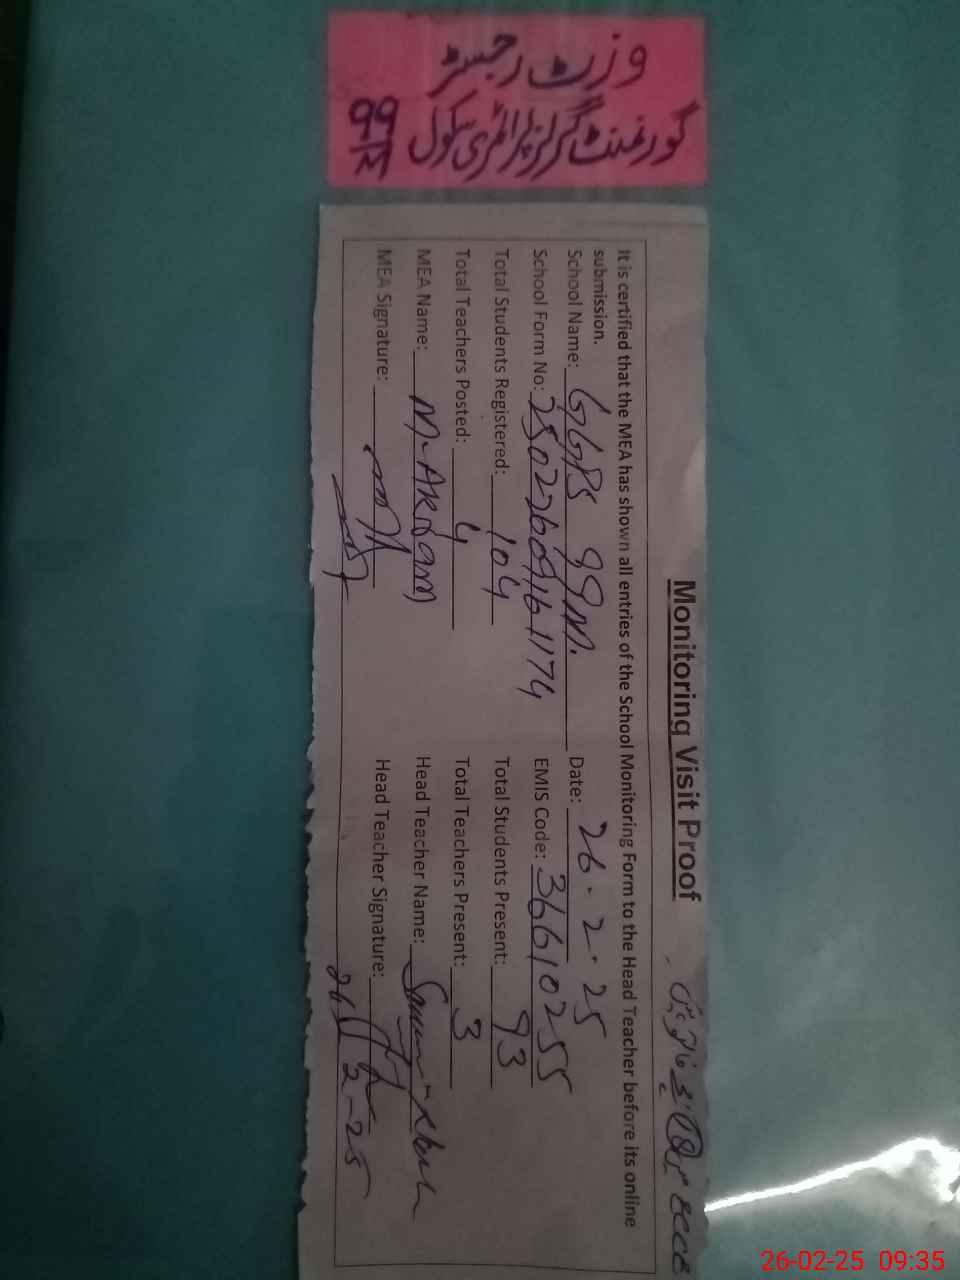 وزٹ رجسٹر
گورنمنٹ گرلز پرائمری سکول 99/M
Monitoring Visit Proof
It is certified that the MEA has shown all entries of the School Monitoring Form to the Head Teacher before its online
submission.
School Name: GGPS 99M. Date: 26.2.25
School Form No: EMIS Code: 36610255
Total Students Registered: 104 Total Students Present: 93
Total Teachers Posted: 4 Total Teachers Present: 3
MEA Name: M-AKRam Head Teacher Name:
MEA Signature: Head Teacher Signature:
26-2-25
26-02-25 09:35